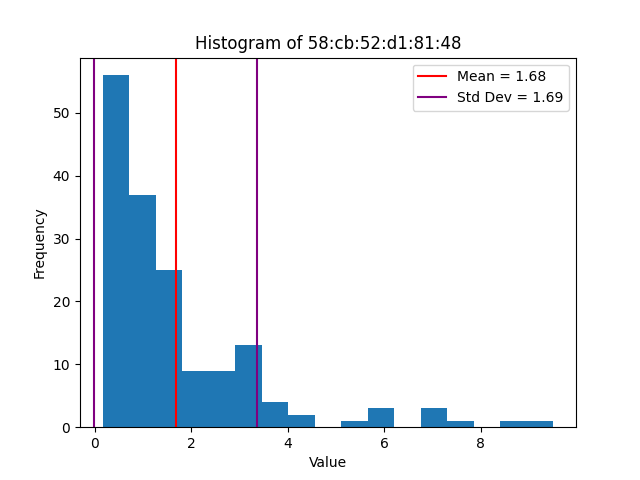 Histogram of 58:cb:52:d1:81:48
Mean = 1.68
Std Dev = 1.69
Frequency
50
40
30
20
10
0
0 2 4 6 8
Value